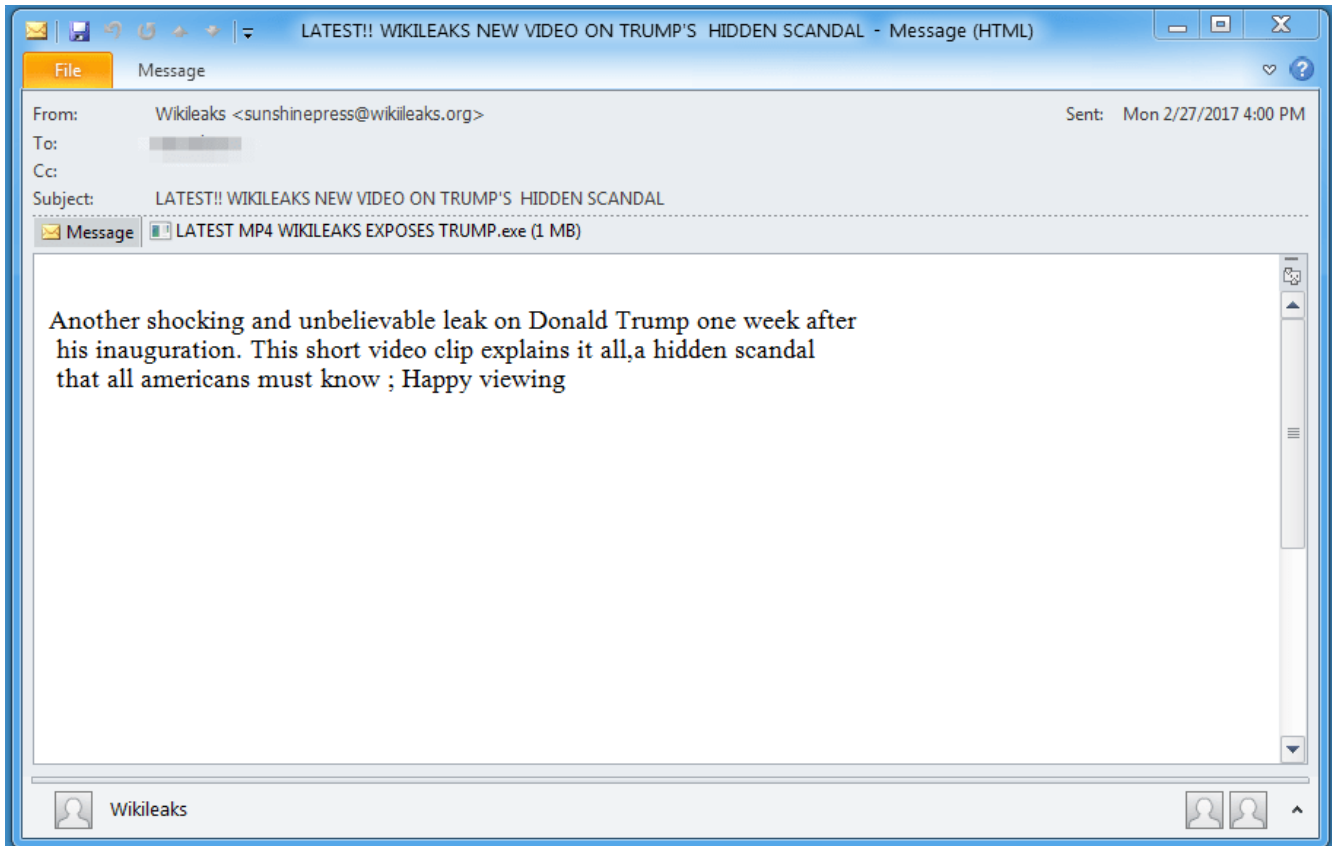 LATEST!! WIKILEAKS NEW VIDEO ON TRUMP'S  HIDDEN SCANDAL - Message (HTML)
File Message
From: Wikileaks <sunshinepress@wikiileaks.org> Sent: Mon 2/27/2017 4:00 PM
To:
Cc:
Subject: LATEST!! WIKILEAKS NEW VIDEO ON TRUMP'S  HIDDEN SCANDAL
Message LATEST MP4 WIKILEAKS EXPOSES TRUMP.exe (1 MB)
Another shocking and unbelievable leak on Donald Trump one week after
his inauguration. This short video clip explains it all,a hidden scandal
that all americans must know ; Happy viewing
Wikileaks